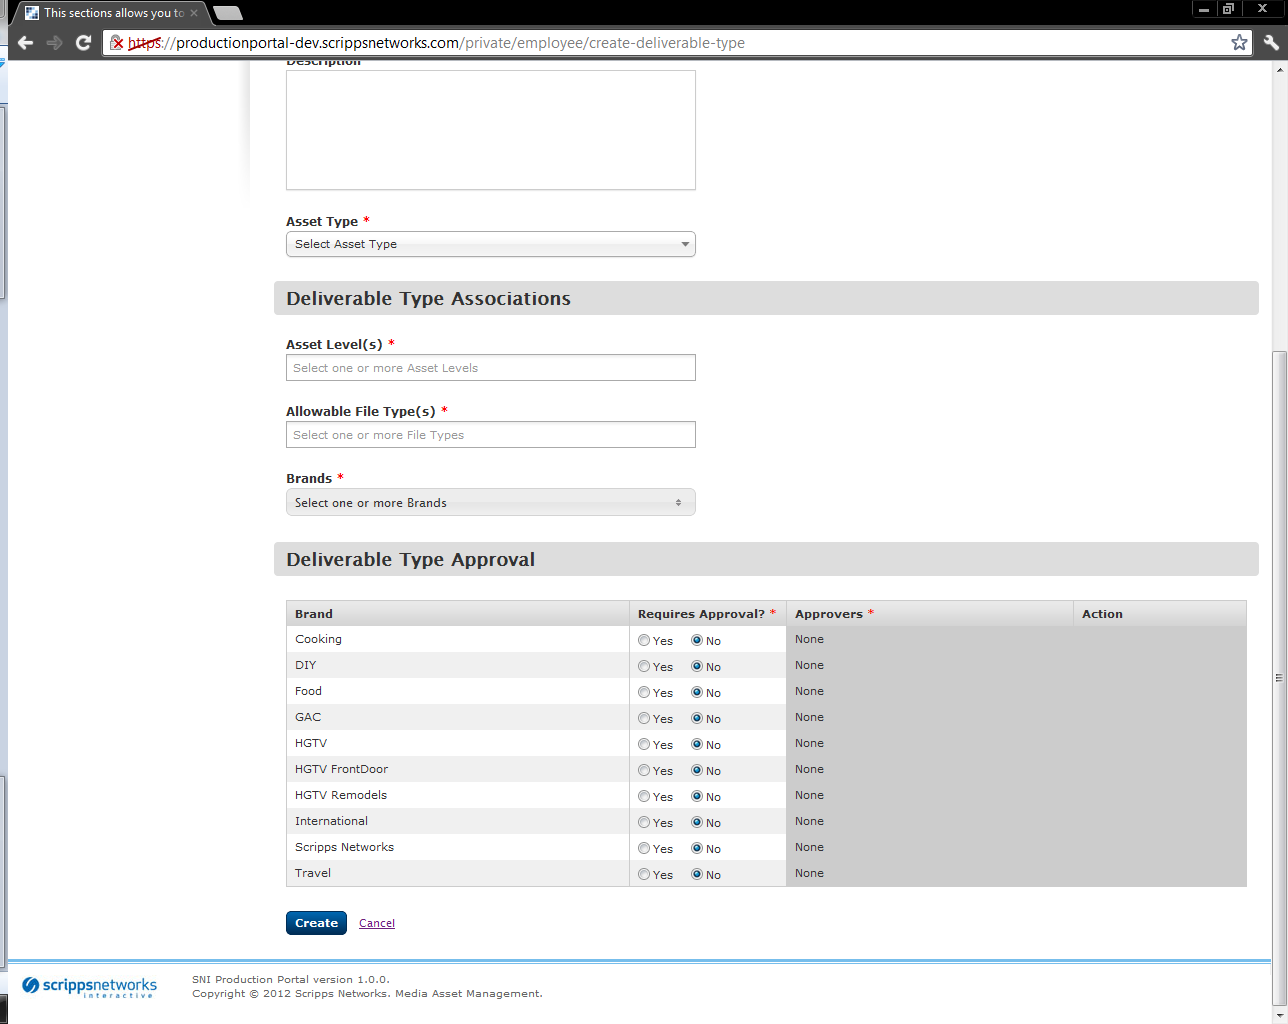 This sections allows you to
https://productionportal-dev.scrippsnetworks.com/private/employee/create-deliverable-type
Description
Asset Type *
Select Asset Type
Deliverable Type Associations
Asset Level(s) *
Select one or more Asset Levels
Allowable File Type(s) *
Select one or more File Types
Brands *
Select one or more Brands
Deliverable Type Approval
Brand Requires Approval? * Approvers * Action
Cooking Yes No None
DIY Yes No None
Food Yes No None
GAC Yes No None
HGTV Yes No None
HGTV FrontDoor Yes No None
HGTV Remodels Yes No None
International Yes No None
Scripps Networks Yes No None
Travel Yes No None
Create Cancel
scrippsnetworks
interactive
SNI Production Portal version 1.0.0.
Copyright © 2012 Scripps Networks. Media Asset Management.